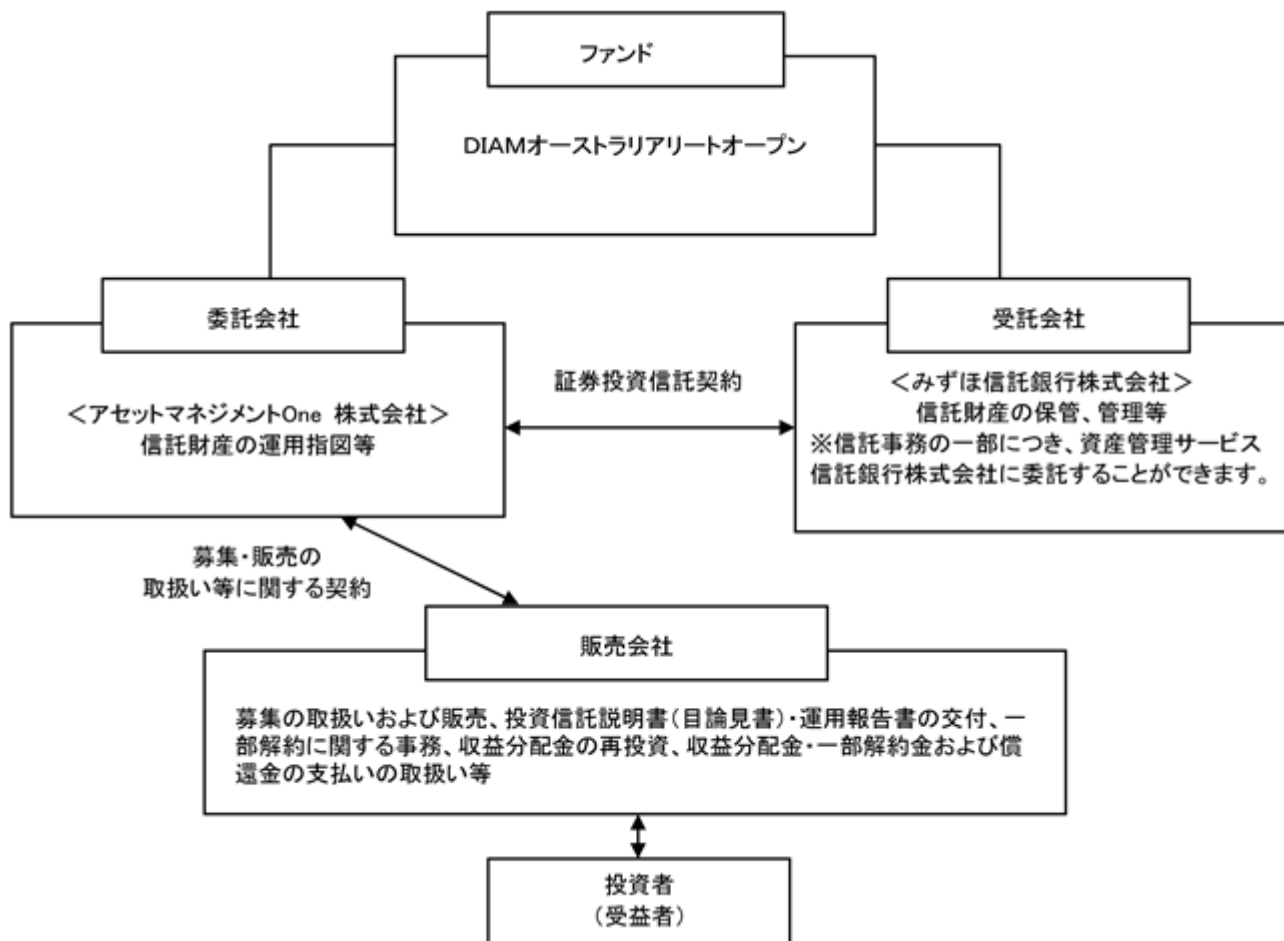 ファンド
DIAMオーストラリアリートオープン
委託会社
<アセットマネジメントOne 株式会社>
信託財産の運用指図等
証券投資信託契約
受託会社
<みずほ信託銀行株式会社>
信託財産の保管、管理等
※信託事務の一部につき、資産管理サービス
信託銀行株式会社に委託することができます。
募集・販売の
取扱い等に関する契約
販売会社
募集の取扱いおよび販売、投資信託説明書(目論見書)・運用報告書の交付、一
部解約に関する事務、収益分配金の再投資、収益分配金・一部解約金および償
還金の支払いの取扱い等
投資者
(受益者)